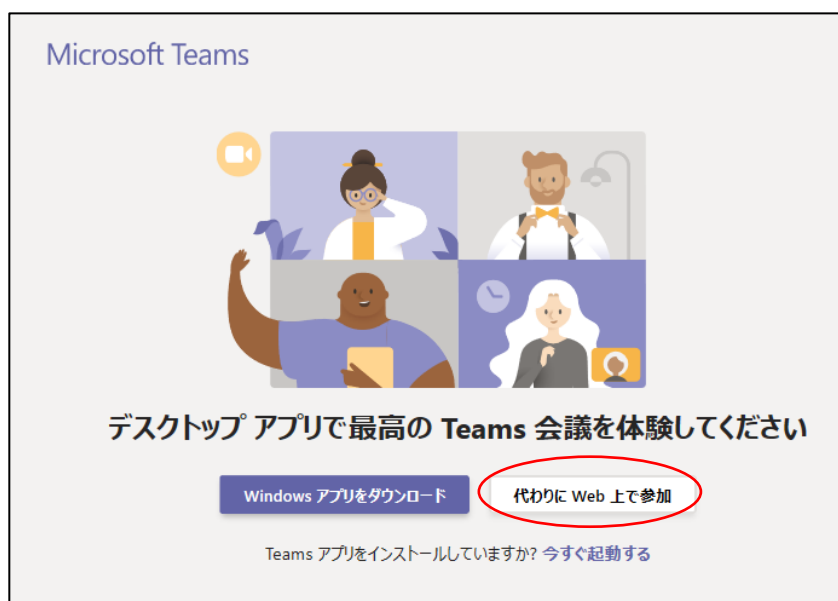 Microsoft Teams
デスクトップ アプリで最高の Teams 会議を体験してください
Windows アプリをダウンロード
代わりに Web 上で参加
Teams アプリをインストールしていますか? 今すぐ起動する